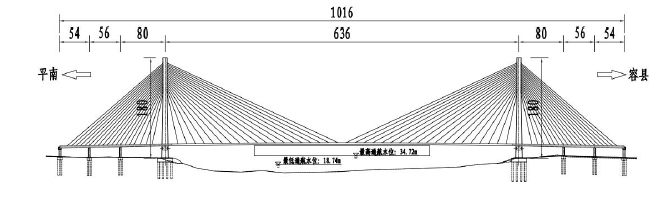 1016
54 56 80 636 80 56 54
平南 容县
180 180
最高通航水位: 34.72m
最低通航水位: 18.74m